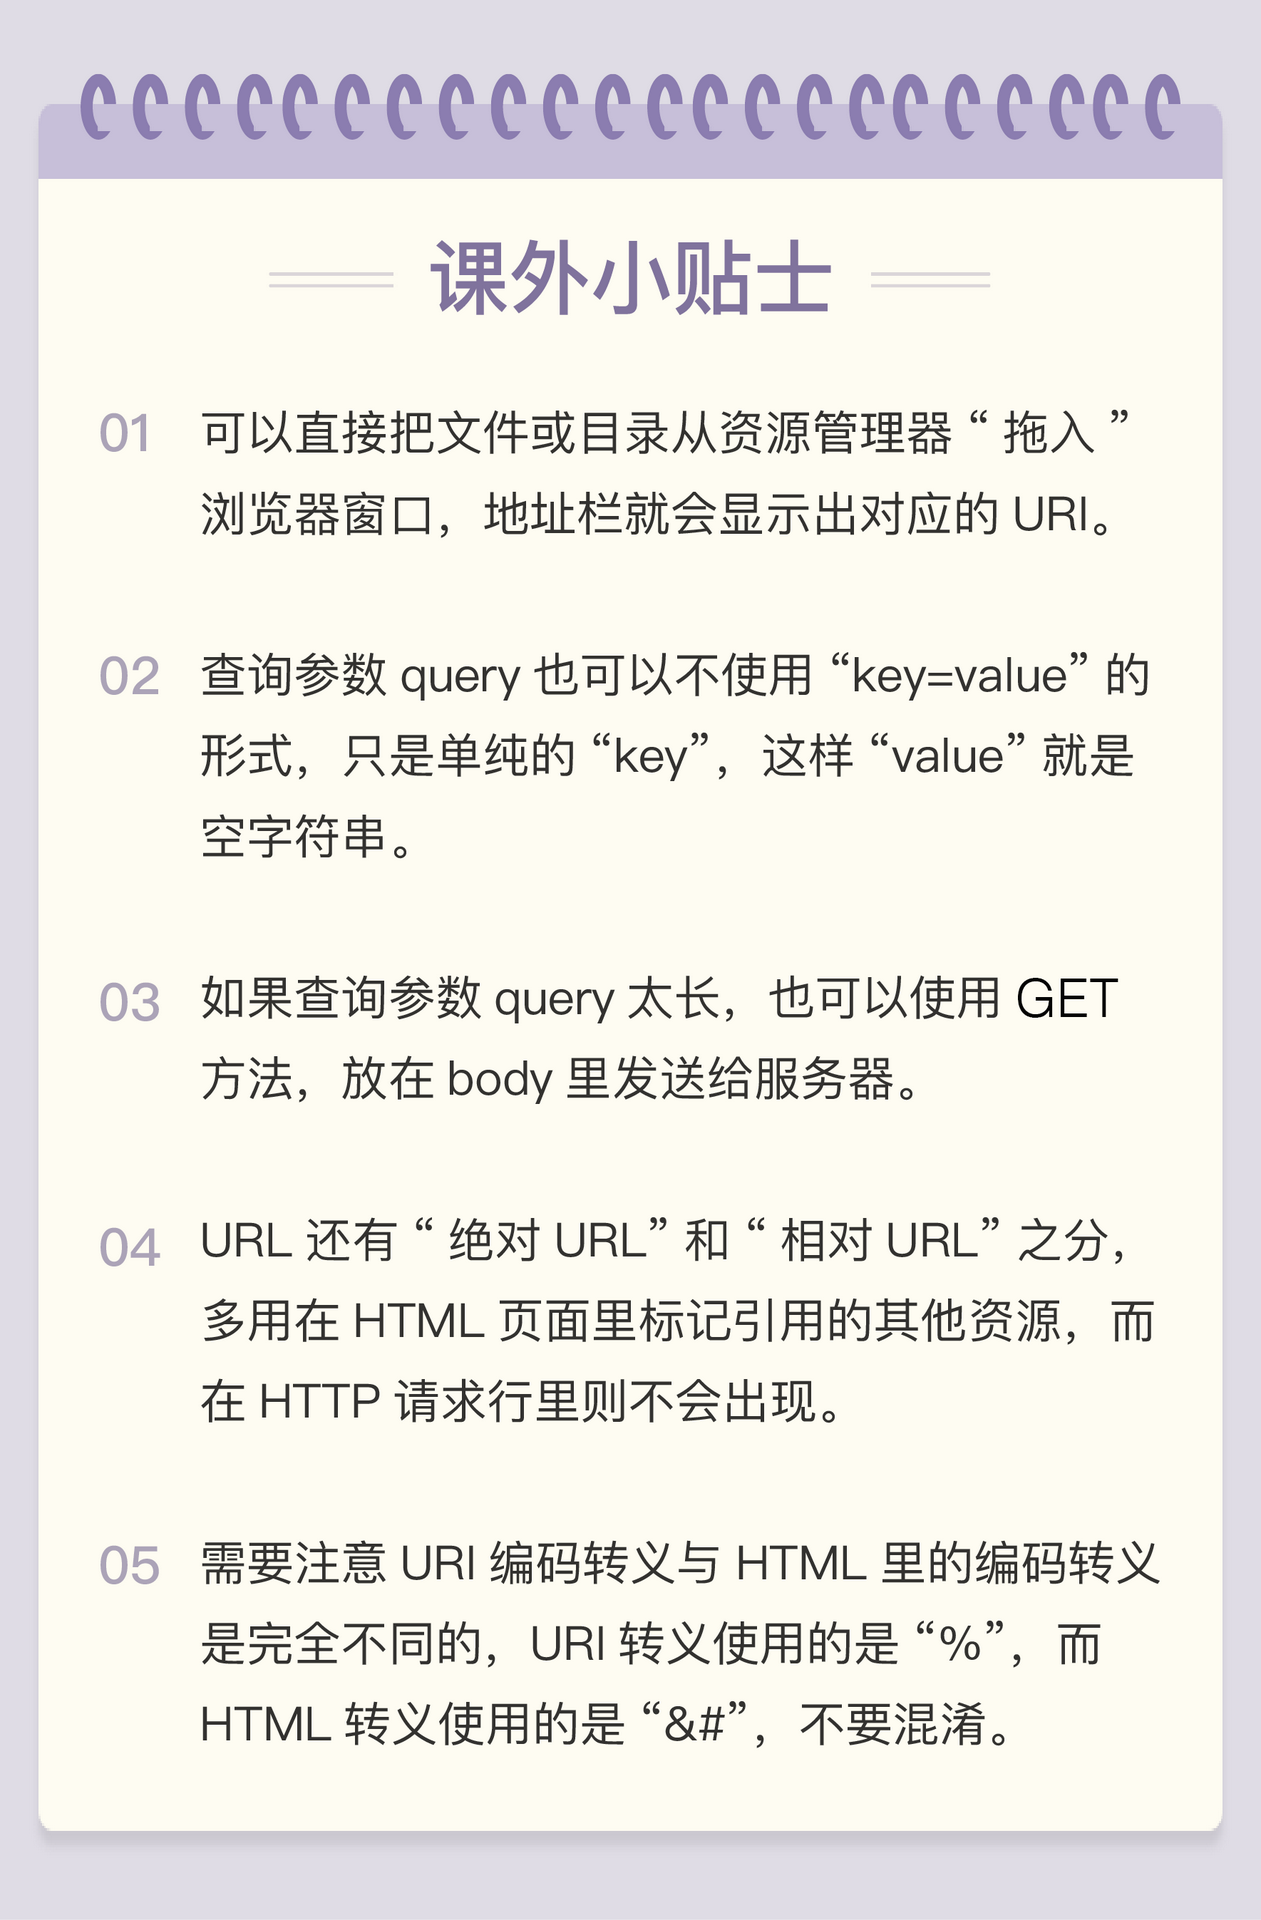 课外小贴士
01 可以直接把文件或目录从资源管理器 “ 拖入 ”
浏览器窗口，地址栏就会显示出对应的 URI。
02 查询参数 query 也可以不使用 “key=value” 的
形式，只是单纯的 “key”，这样 “value” 就是
空字符串。
03 如果查询参数 query 太长，也可以使用 GET
方法，放在 body 里发送给服务器。
04 URL 还有 “ 绝对 URL” 和 “ 相对 URL” 之分，
多用在 HTML 页面里标记引用的其他资源，而
在 HTTP 请求行里则不会出现。
05 需要注意 URI 编码转义与 HTML 里的编码转义
是完全不同的，URI 转义使用的是 “%”，而
HTML 转义使用的是 “&#”，不要混淆。